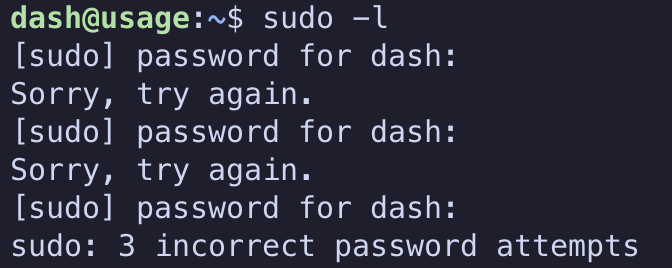 dash@usage:~$ sudo -l
[sudo] password for dash:
Sorry, try again.
[sudo] password for dash:
Sorry, try again.
[sudo] password for dash:
sudo: 3 incorrect password attempts